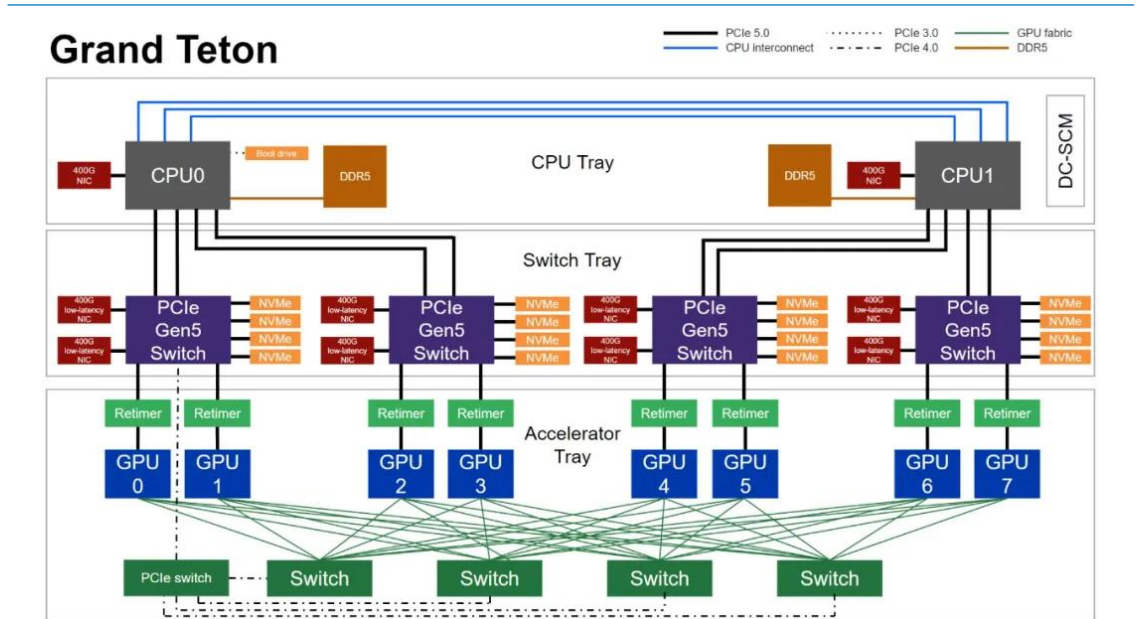 Grand Teton
PCIe 5.0
PCIe 3.0
GPU fabric
CPU interconnect
PCIe 4.0
DDR5
400G
NIC
CPU0
Boot drive
DDR5
CPU Tray
DDR5
400G
NIC
CPU1
DC-SCM
Switch Tray
400G
low-latency
NIC
400G
low-latency
NIC
PCIe
Gen5
Switch
NVMe
NVMe
NVMe
NVMe
400G
low-latency
NIC
400G
low-latency
NIC
PCIe
Gen5
Switch
NVMe
NVMe
NVMe
NVMe
400G
low-latency
NIC
400G
low-latency
NIC
PCIe
Gen5
Switch
NVMe
NVMe
NVMe
NVMe
400G
low-latency
NIC
400G
low-latency
NIC
PCIe
Gen5
Switch
NVMe
NVMe
NVMe
NVMe
Retimer
Retimer
Retimer
Retimer
Retimer
Retimer
Retimer
Retimer
Accelerator
Tray
GPU
0
GPU
1
GPU
2
GPU
3
GPU
4
GPU
5
GPU
6
GPU
7
PCIe switch
Switch
Switch
Switch
Switch